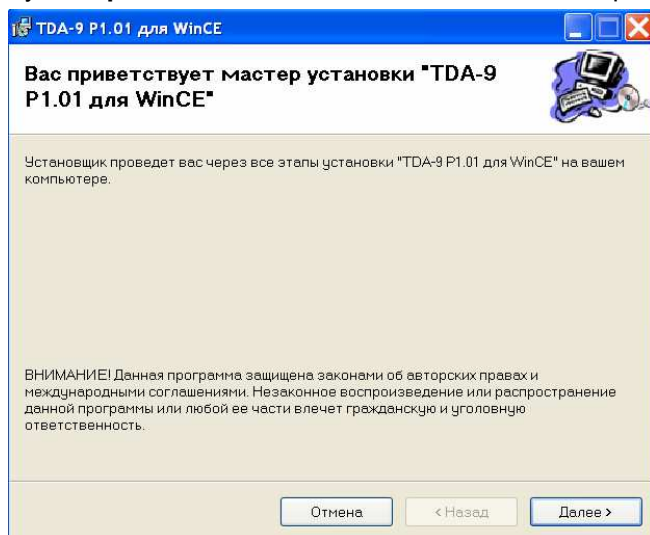 TDA-9 P1.01 для WinCE
Вас приветствует мастер установки "TDA-9
P1.01 для WinCE"
Установщик проведет вас через все этапы установки "TDA-9 P1.01 для WinCE" на вашем
компьютере.
ВНИМАНИЕ! Данная программа защищена законами об авторских правах и
международными соглашениями. Незаконное воспроизведение или распространение
данной программы или любой ее части влечет гражданскую и уголовную
ответственность.
Отмена
< Назад
Далее >